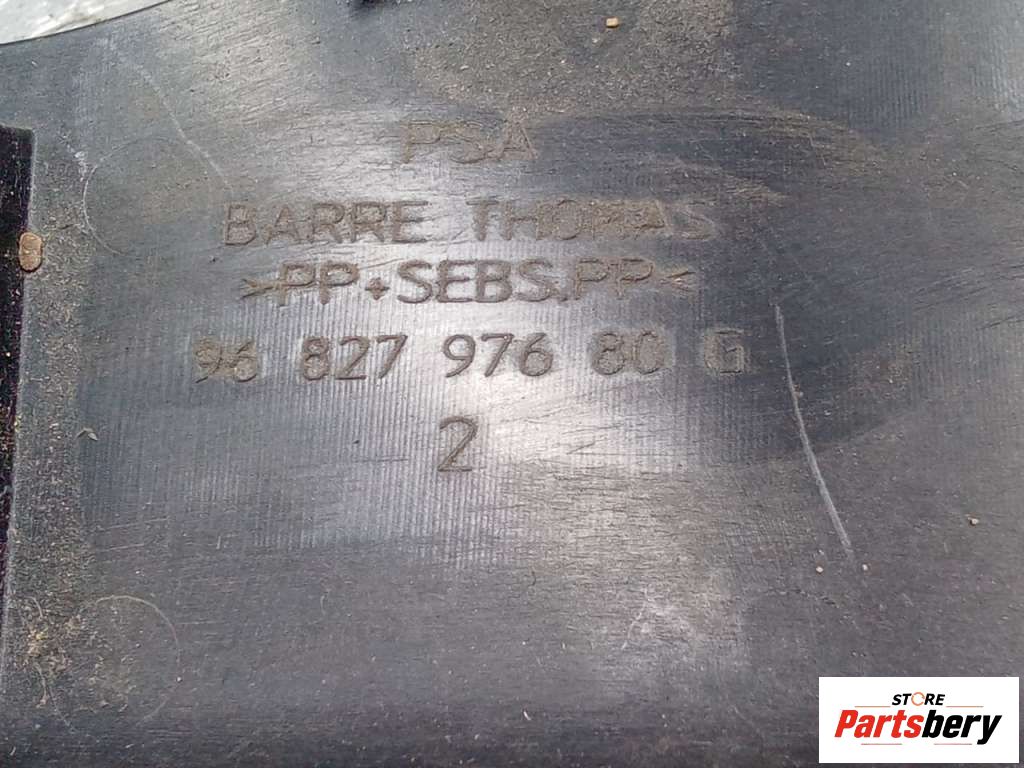 PSA
BARRE THOMAS
>PP+SEBS.PP<
96 827 976 80 G
2
STORE
Partsbery